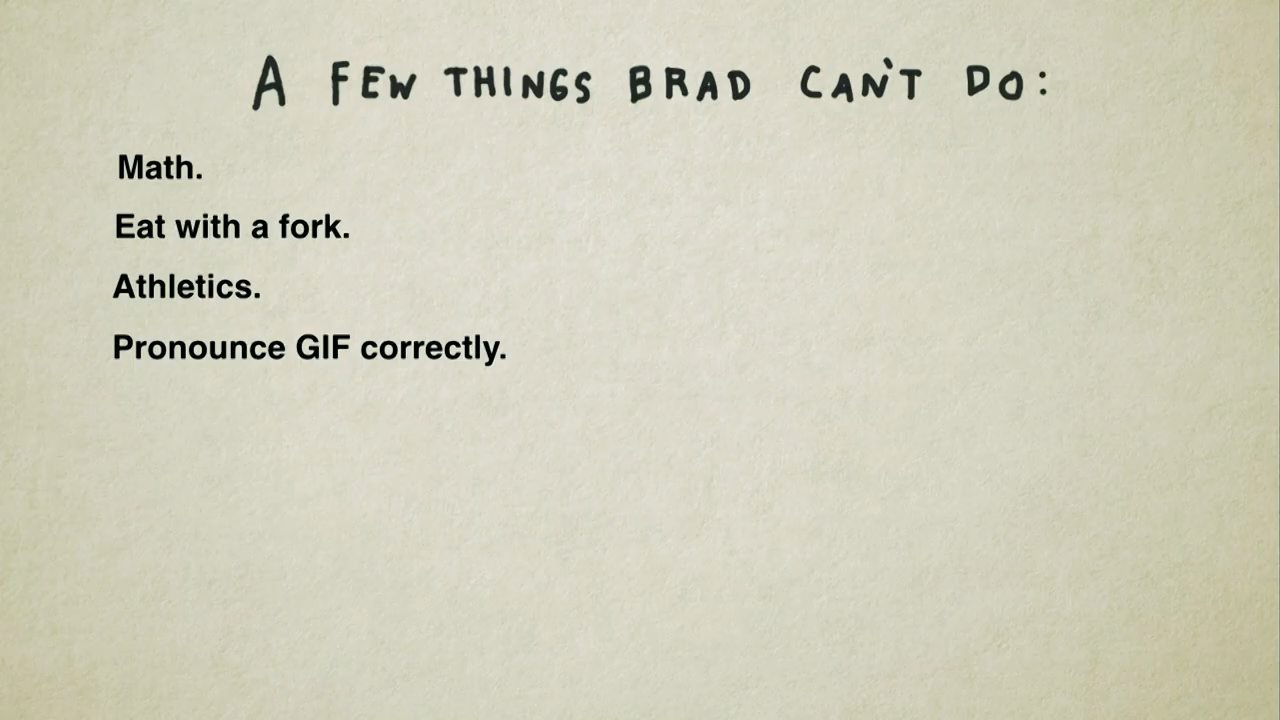 A FEW THINGS BRAD CAN'T DO:
Math.
Eat with a fork.
Athletics.
Pronounce GIF correctly.